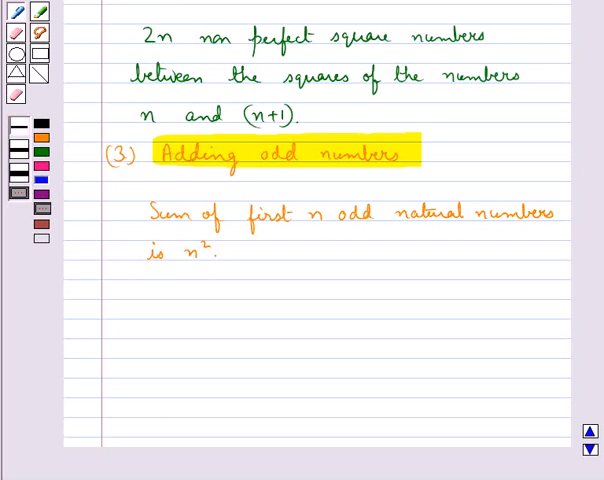 2n non perfect square numbers
between the squares of the numbers
n and (n+1).
(3) Adding odd numbers
Sum of first n odd natural numbers
is n².